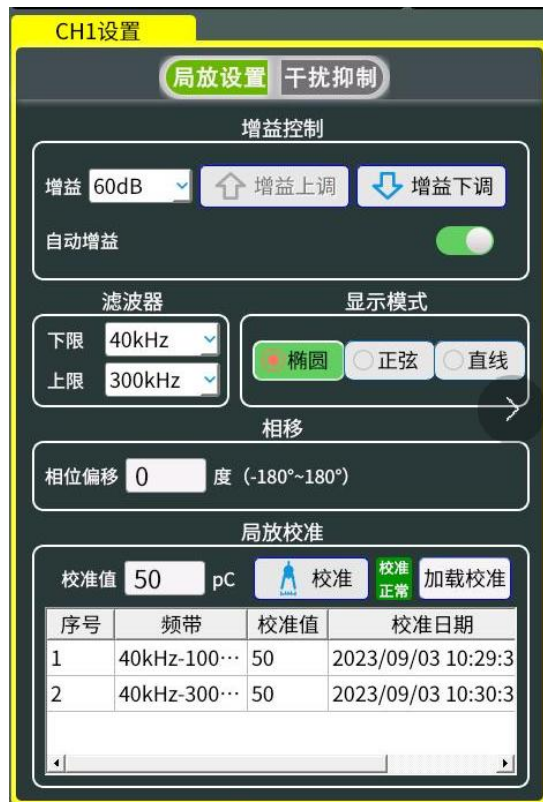 CH1设置
局放设置 干扰抑制
增益控制
增益 60dB 增益上调 增益下调
自动增益
滤波器 显示模式
下限 40kHz
椭圆 正弦 直线
上限 300kHz
相移
相位偏移 0 度 (-180°~180°)
局放校准
校准值 50 pC 校准 校准正常 加载校准
序号 频带 校准值 校准日期
1 40kHz-100··· 50 2023/09/03 10:29:3
2 40kHz-300··· 50 2023/09/03 10:30:3